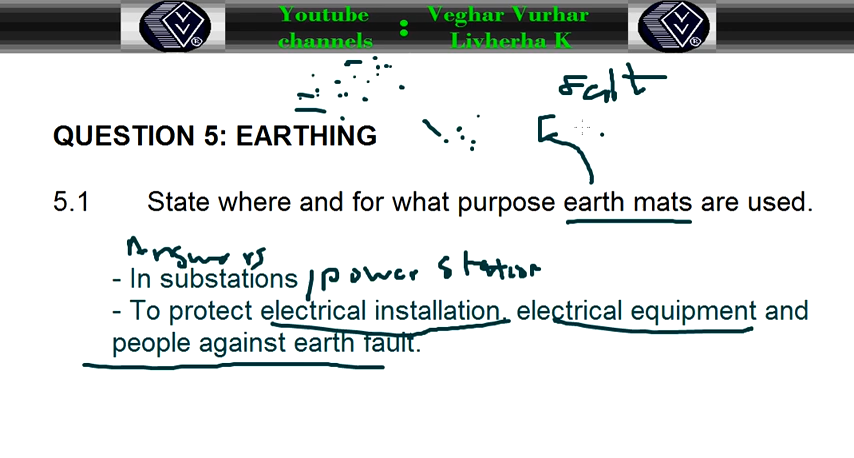 Youtube channels : Veghar Vurhar Livherha K
QUESTION 5: EARTHING
5.1 State where and for what purpose earth mats are used.
Answers
- In substations / power station
- To protect electrical installation, electrical equipment and
people against earth fault.